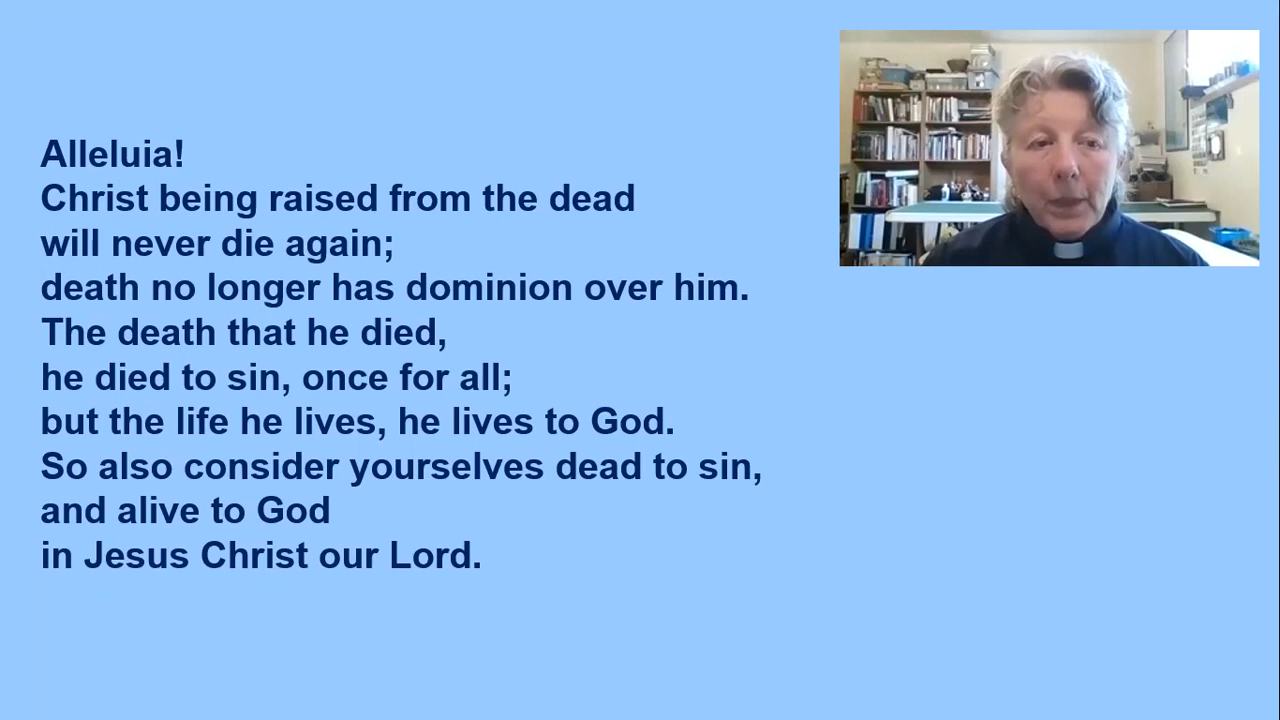 Alleluia!
Christ being raised from the dead
will never die again;
death no longer has dominion over him.
The death that he died,
he died to sin, once for all;
but the life he lives, he lives to God.
So also consider yourselves dead to sin,
and alive to God
in Jesus Christ our Lord.